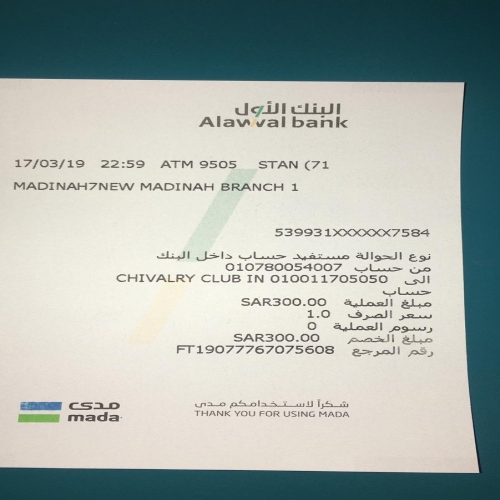 البنك الأول
Alawwal bank
17/03/19 22:59 ATM 9505 STAN (71
MADINAH7NEW MADINAH BRANCH 1
539931XXXXXX7584
نوع الحوالة مستفيد حساب داخل البنك
من حساب 010780054007
الى CHIVALRY CLUB IN 010011705050
حساب
مبلغ العملية SAR300.00
سعر الصرف 1.0
رسوم العملية 0
مبلغ الخصم SAR300.00
رقم المرجع FT19077767075608
شكراً لاستخدامكم مدى
THANK YOU FOR USING MADA
مدى
mada